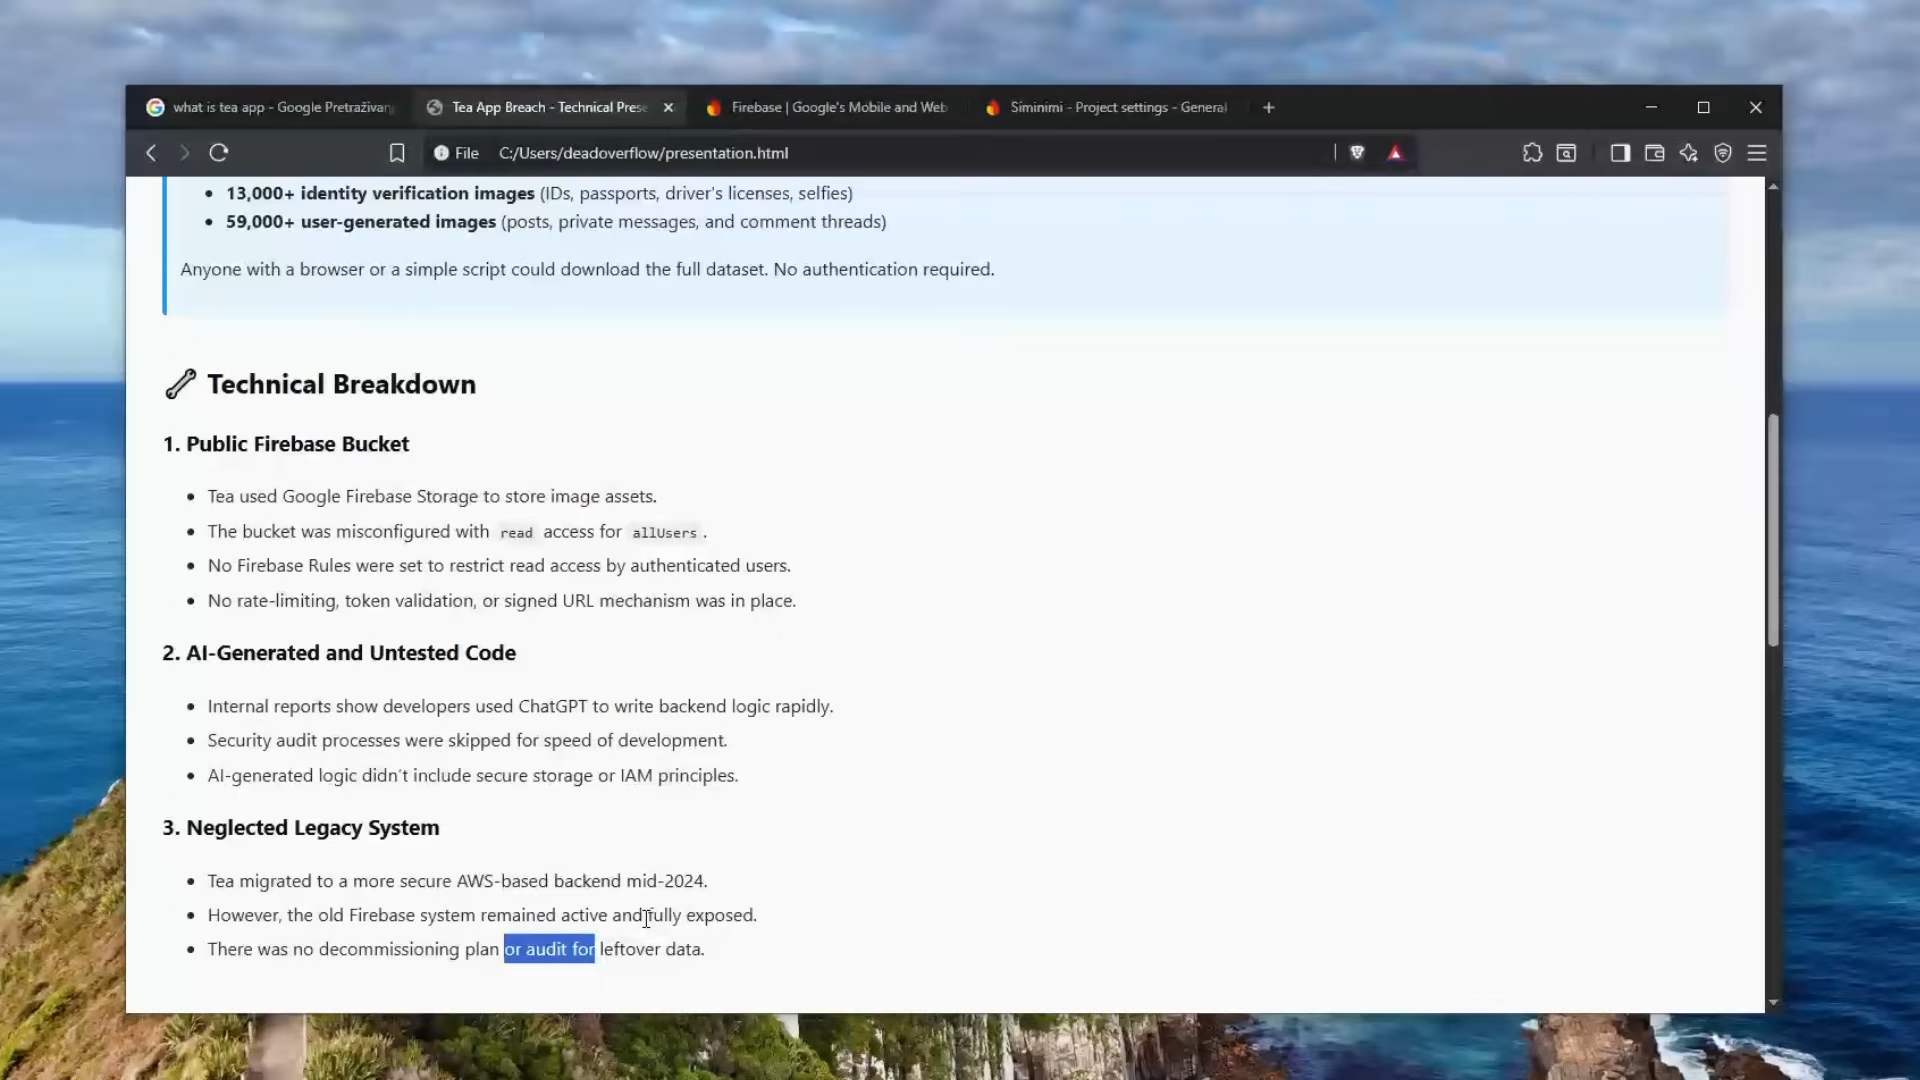 what is tea app - Google Pretraživan
Tea App Breach - Technical Prese
Firebase | Google's Mobile and Web
Siminimi - Project settings - General
File C:/Users/deadoverflow/presentation.html
• 13,000+ identity verification images (IDs, passports, driver's licenses, selfies)
• 59,000+ user-generated images (posts, private messages, and comment threads)
Anyone with a browser or a simple script could download the full dataset. No authentication required.
Technical Breakdown
1. Public Firebase Bucket
• Tea used Google Firebase Storage to store image assets.
• The bucket was misconfigured with read access for allUsers.
• No Firebase Rules were set to restrict read access by authenticated users.
• No rate-limiting, token validation, or signed URL mechanism was in place.
2. AI-Generated and Untested Code
• Internal reports show developers used ChatGPT to write backend logic rapidly.
• Security audit processes were skipped for speed of development.
• AI-generated logic didn't include secure storage or IAM principles.
3. Neglected Legacy System
• Tea migrated to a more secure AWS-based backend mid-2024.
• However, the old Firebase system remained active and fully exposed.
• There was no decommissioning plan or audit for leftover data.